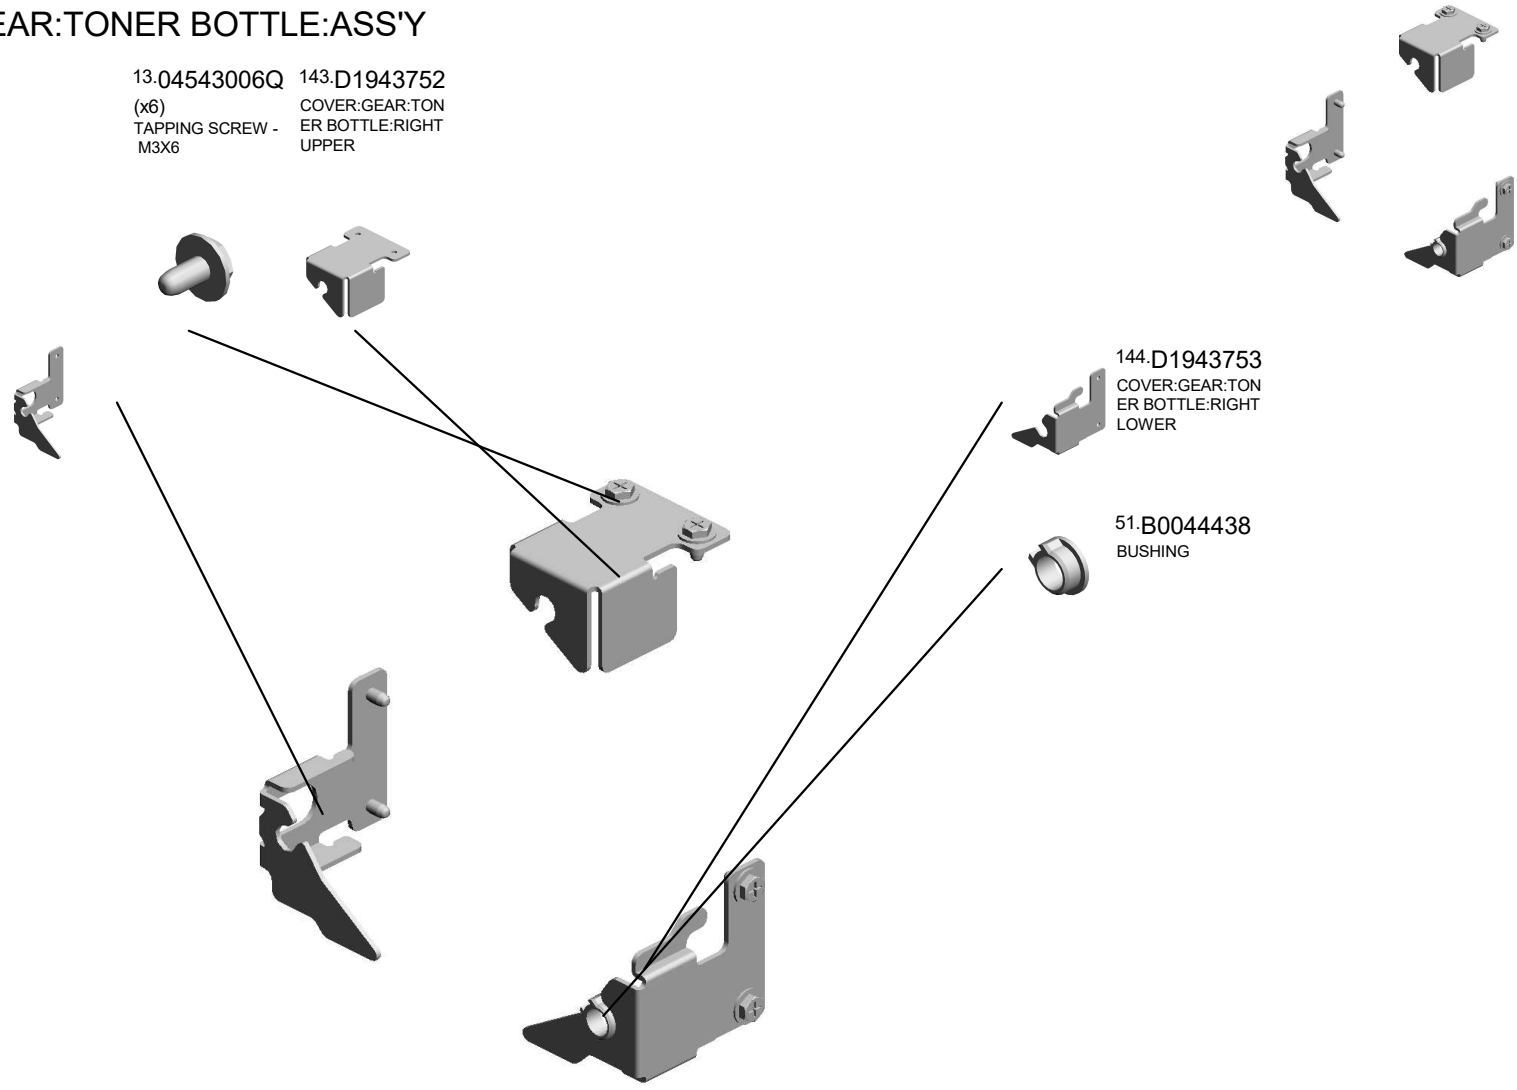 EAR:TONER BOTTLE:ASS'Y
13.04543006Q
(x6)
TAPPING SCREW -
M3X6
143.D1943752
COVER:GEAR:TON
ER BOTTLE:RIGHT
UPPER
144.D1943753
COVER:GEAR:TON
ER BOTTLE:RIGHT
LOWER
51.B0044438
BUSHING